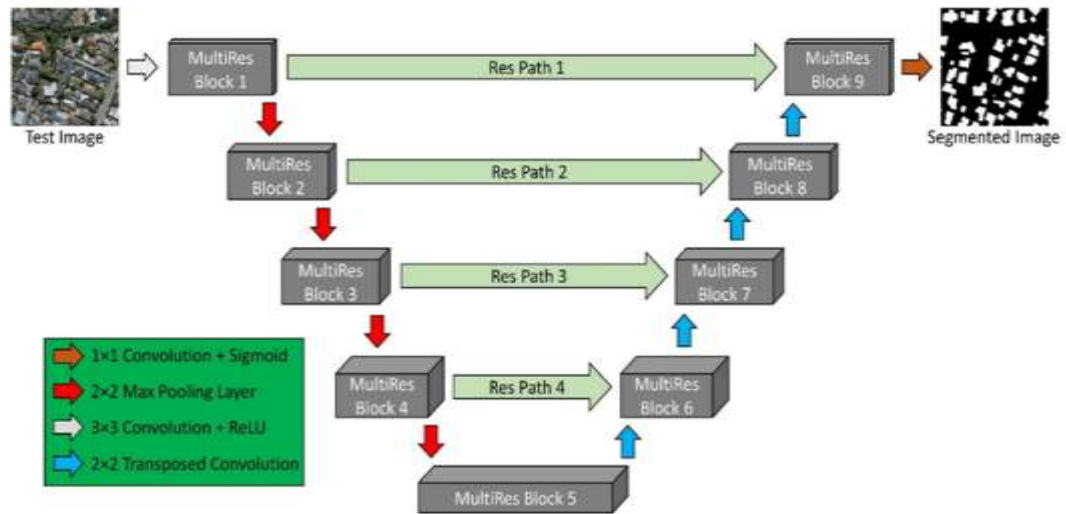 MultiRes
Block 1
Res Path 1
MultiRes
Block 9
Test Image
Segmented Image
MultiRes
Block 2
Res Path 2
MultiRes
Block 8
MultiRes
Block 3
Res Path 3
MultiRes
Block 7
1×1 Convolution + Sigmoid
2×2 Max Pooling Layer
3×3 Convolution + ReLU
2×2 Transposed Convolution
MultiRes
Block 4
Res Path 4
MultiRes
Block 6
MultiRes Block 5